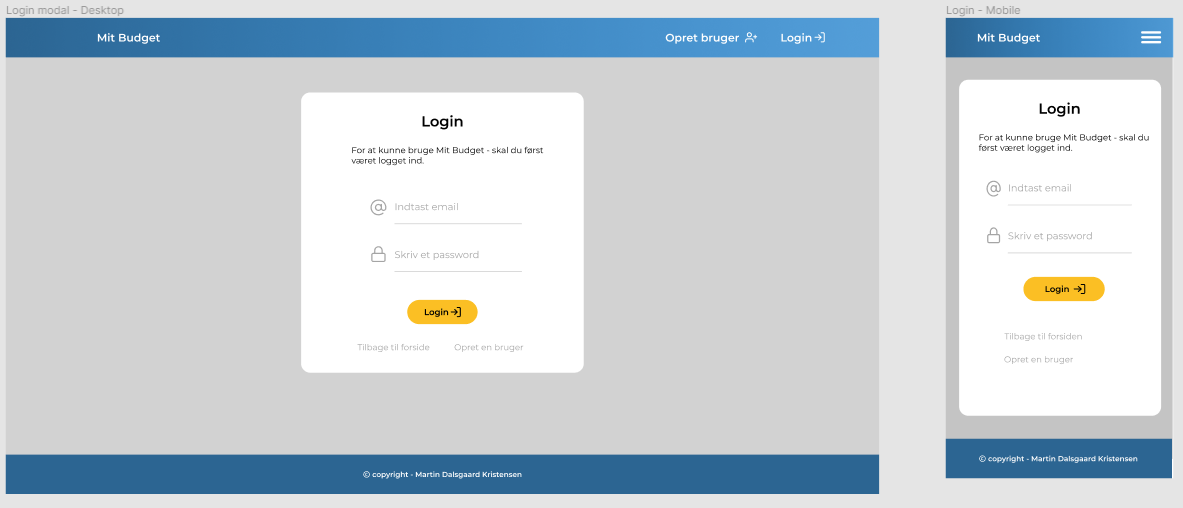 Login modal - Desktop
Mit Budget
Opret bruger
Login
Login
For at kunne bruge Mit Budget - skal du først
været logget ind.
Indtast email
Skriv et password
Login
Tilbage til forside
Opret en bruger
© copyright - Martin Dalsgaard Kristensen
Login - Mobile
Mit Budget
Login
For at kunne bruge Mit Budget - skal du
først været logget ind.
Indtast email
Skriv et password
Login
Tilbage til forsiden
Opret en bruger
© copyright - Martin Dalsgaard Kristensen